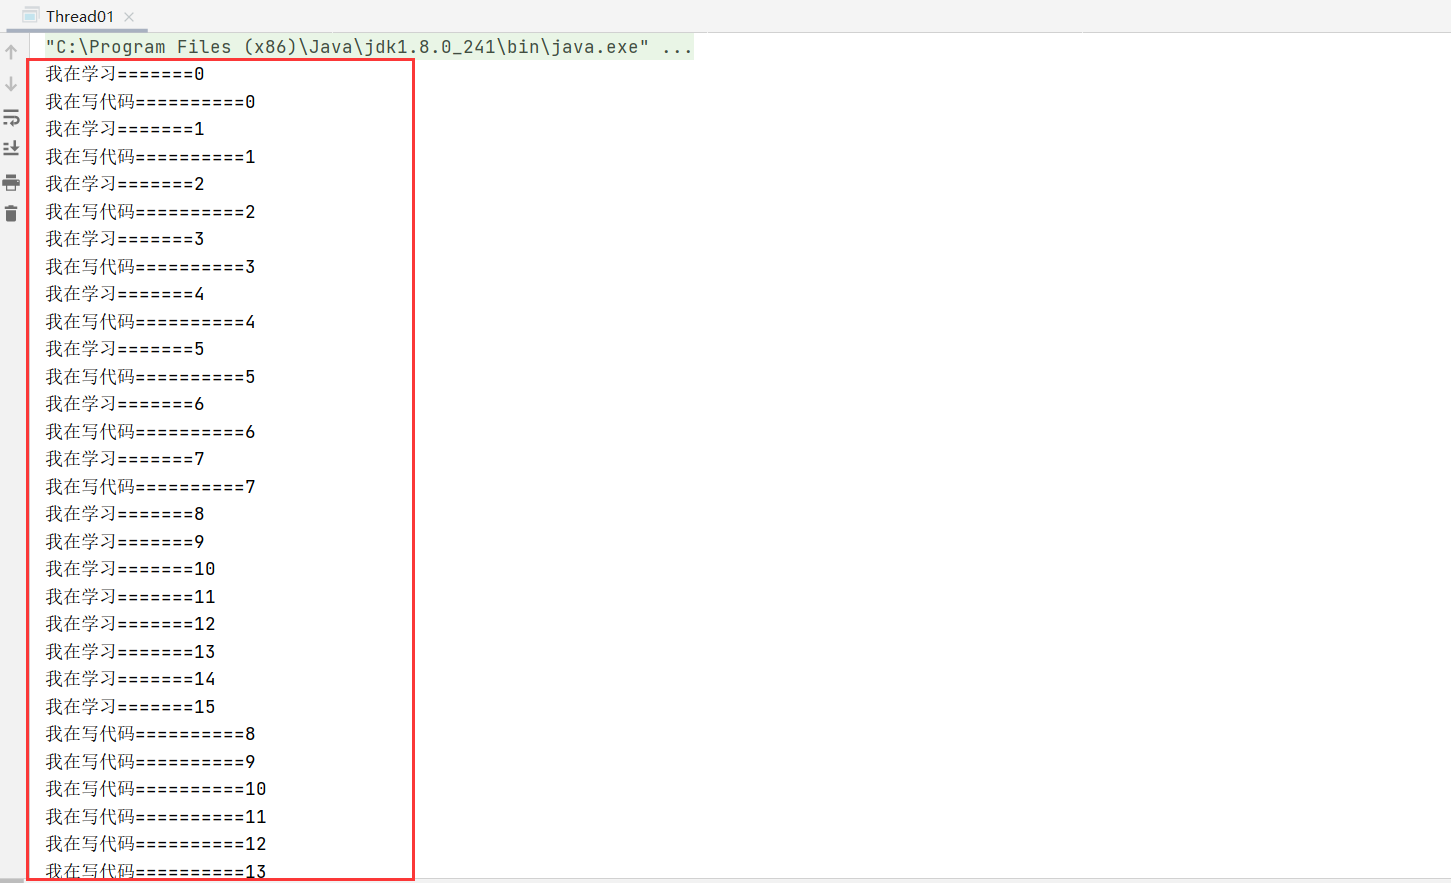 Thread01
"C:\Program Files (x86)\Java\jdk1.8.0_241\bin\java.exe" ...
我在学习=======0
我在写代码==========0
我在学习=======1
我在写代码==========1
我在学习=======2
我在写代码==========2
我在学习=======3
我在写代码==========3
我在学习=======4
我在写代码==========4
我在学习=======5
我在写代码==========5
我在学习=======6
我在写代码==========6
我在学习=======7
我在写代码==========7
我在学习=======8
我在学习=======9
我在学习=======10
我在学习=======11
我在学习=======12
我在学习=======13
我在学习=======14
我在学习=======15
我在写代码==========8
我在写代码==========9
我在写代码==========10
我在写代码==========11
我在写代码==========12
我在写代码==========13